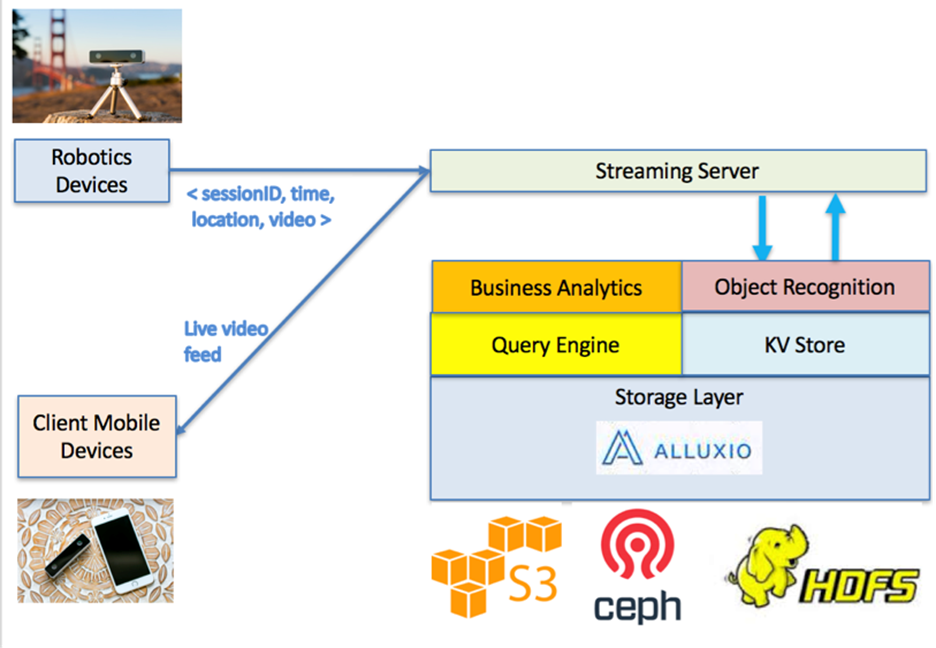 Robotics
Devices
< sessionID, time,
location, video >
Streaming Server
Business Analytics
Object Recognition
Query Engine
KV Store
Live video
feed
Client Mobile
Devices
Storage Layer
ALLUXIO
S3
ceph
HDFS